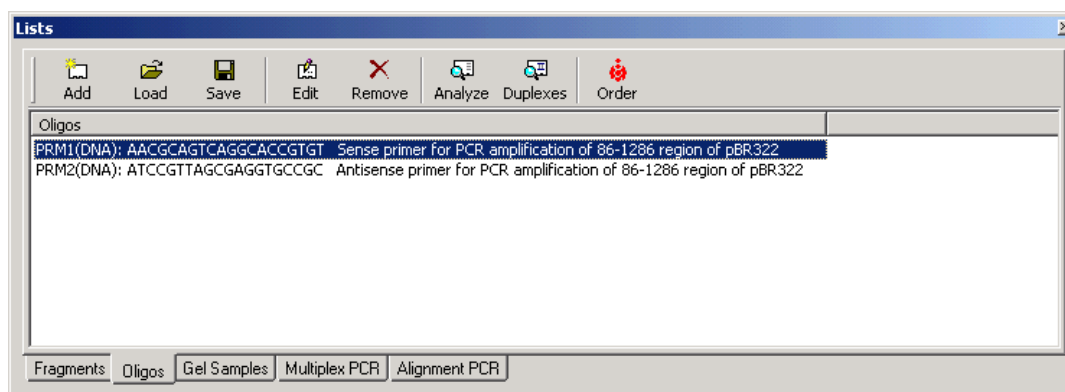 Lists
Add Load Save Edit Remove Analyze Duplexes Order
Oligos
PRM1(DNA): AACGCAGTCAGGCACCGTGT Sense primer for PCR amplification of 86-1286 region of pBR322
PRM2(DNA): ATCCGTTAGCGAGGTGCCGC Antisense primer for PCR amplification of 86-1286 region of pBR322
Fragments Oligos Gel Samples Multiplex PCR Alignment PCR